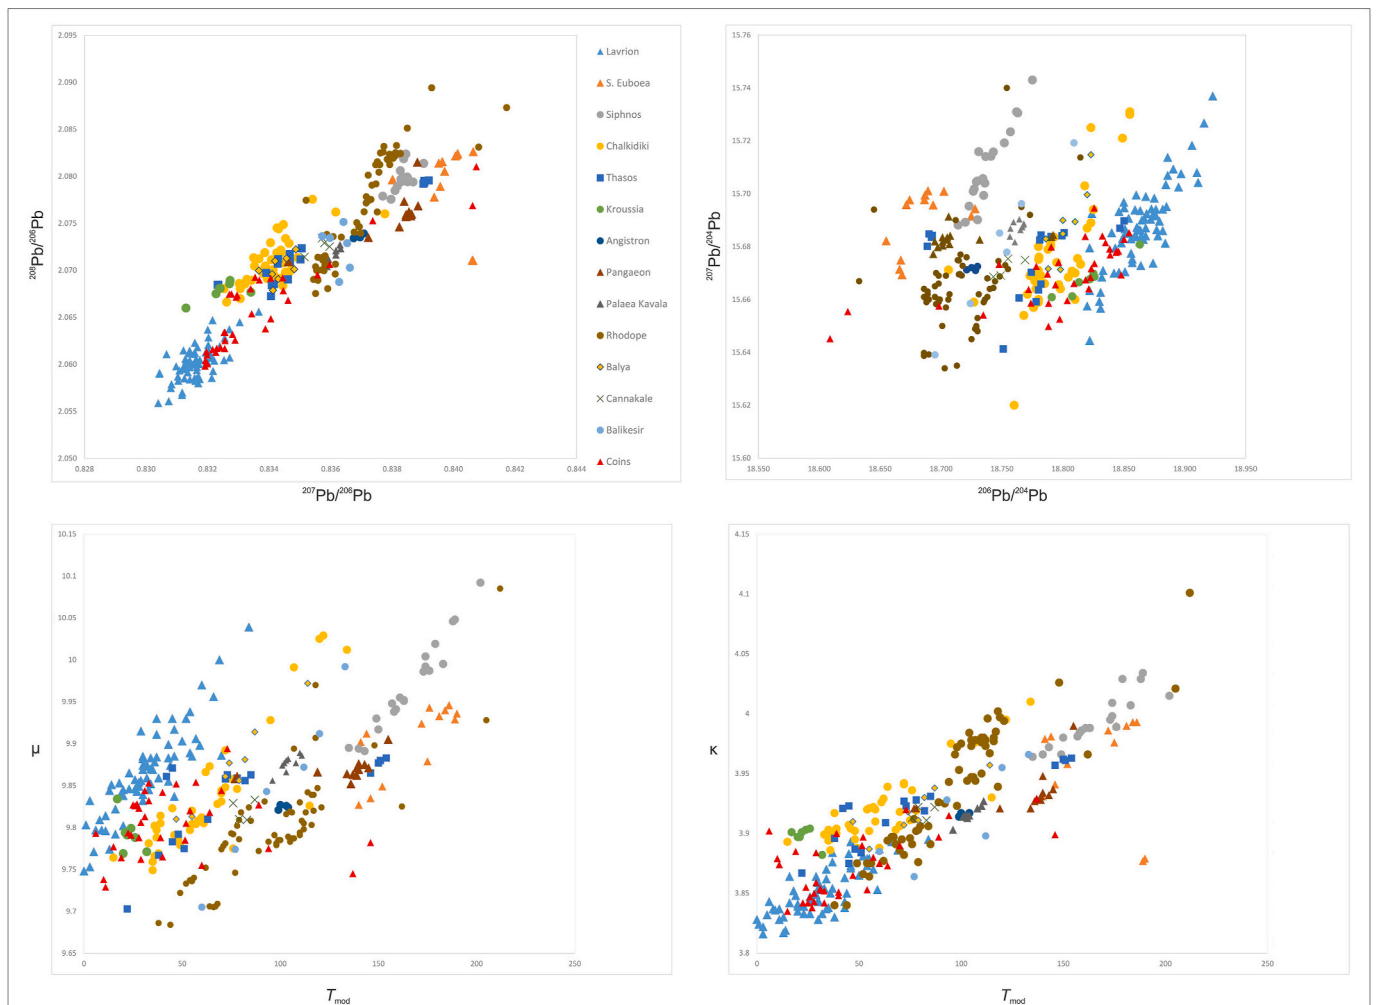 2.095
2.090
2.085
2.080
2.075
2.070
2.065
2.060
2.055
2.050
0.828 0.830 0.832 0.834 0.836 0.838 0.840 0.842 0.844
²⁰⁸Pb/²⁰⁶Pb
²⁰⁷Pb/²⁰⁶Pb
Lavrion
S. Euboea
Siphnos
Chalkidiki
Thasos
Kroussia
Angistron
Pangaeon
Palaea Kavala
Rhodope
Balya
Cannakale
Balikesir
Coins
15.76
15.74
15.72
15.70
15.68
15.66
15.64
15.62
15.60
18.550 18.600 18.650 18.700 18.750 18.800 18.850 18.900 18.950
²⁰⁷Pb/²⁰⁴Pb
²⁰⁶Pb/²⁰⁴Pb
10.15
10.1
10.05
10
9.95
9.9
9.85
9.8
9.75
9.7
9.65
0 50 100 150 200 250
μ
Tmod
4.15
4.1
4.05
4
3.95
3.9
3.85
3.8
0 50 100 150 200 250
κ
Tmod